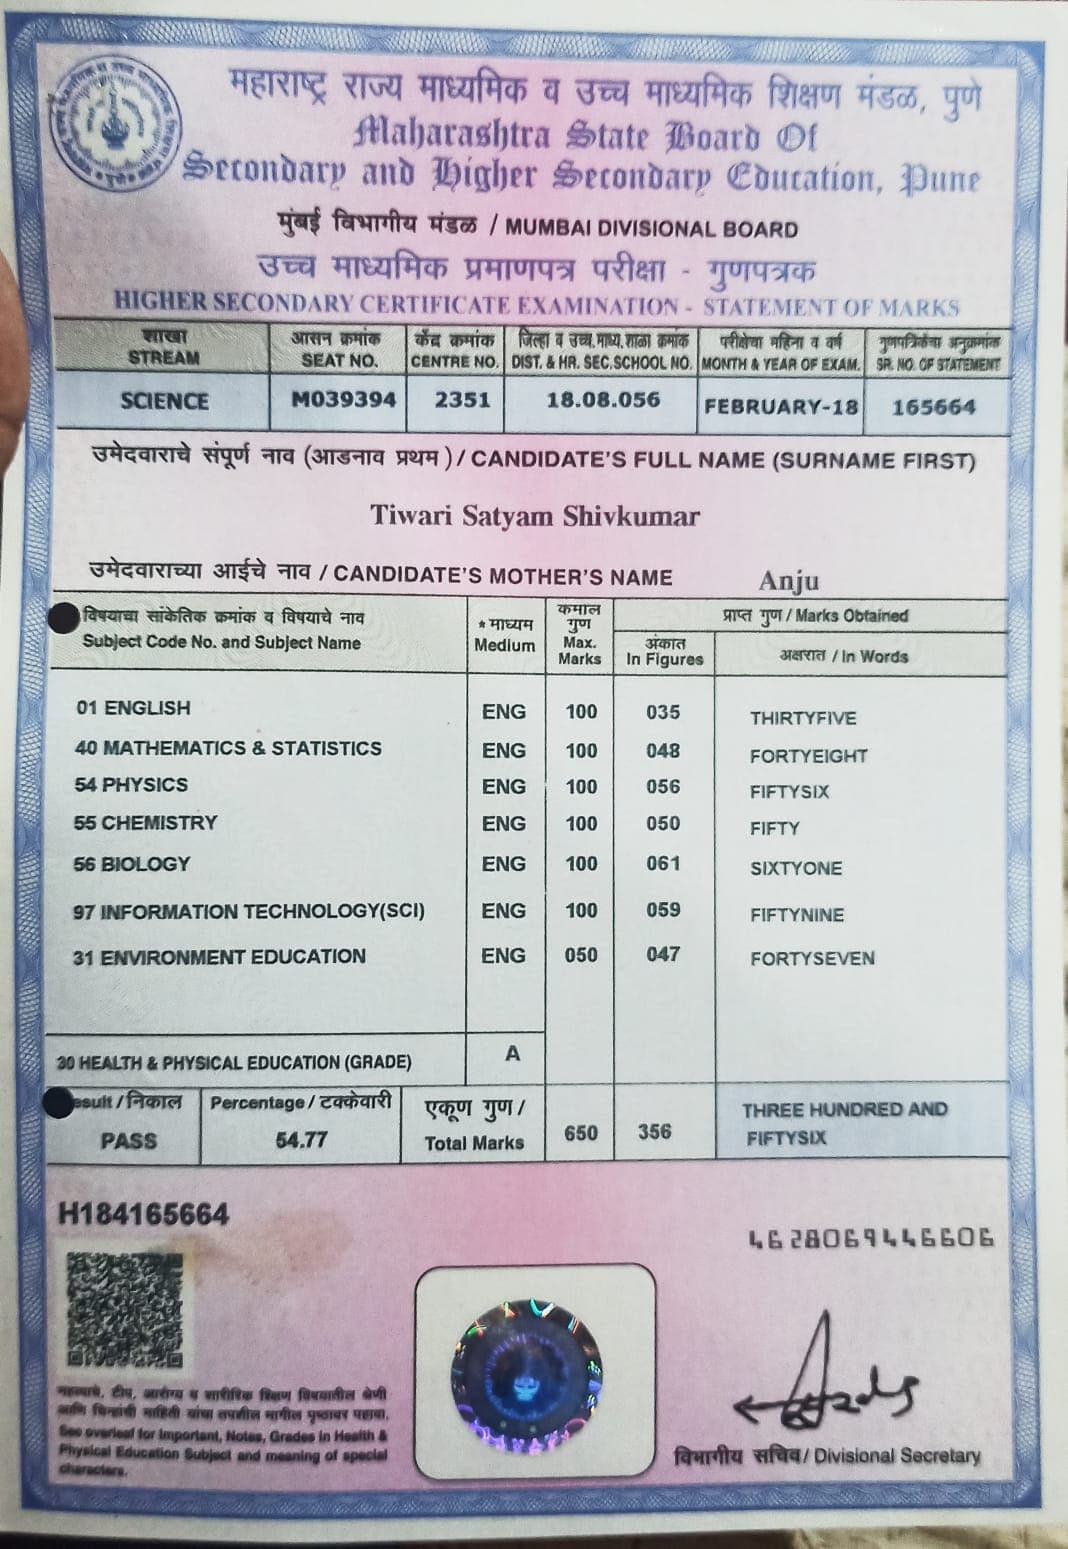 महाराष्ट्र राज्य माध्यमिक व उच्च माध्यमिक शिक्षण मंडळ, पुणे
Maharashtra State Board Of
Secondary and Higher Secondary Education, Pune
मुंबई विभागीय मंडळ / MUMBAI DIVISIONAL BOARD
उच्च माध्यमिक प्रमाणपत्र परीक्षा - गुणपत्रक
HIGHER SECONDARY CERTIFICATE EXAMINATION - STATEMENT OF MARKS
शाखा आसन क्रमांक केंद्र क्रमांक जिल्हा व उच्च.माध्य.शाळा क्रमांक परीक्षेचा महिना व वर्ष गुणपत्रिकेचा अनुक्रमांक
STREAM SEAT NO. CENTRE NO. DIST. & HR. SEC.SCHOOL NO. MONTH & YEAR OF EXAM. SR. NO. OF STATEMENT
SCIENCE M039394 2351 18.08.056 FEBRUARY-18 165664
उमेदवाराचे संपूर्ण नाव (आडनाव प्रथम) / CANDIDATE'S FULL NAME (SURNAME FIRST)
Tiwari Satyam Shivkumar
उमेदवाराच्या आईचे नाव / CANDIDATE'S MOTHER'S NAME Anju
विषयाचा सांकेतिक क्रमांक व विषयाचे नाव * माध्यम कमाल गुण प्राप्त गुण / Marks Obtained
Subject Code No. and Subject Name Medium Max. Marks अंकात In Figures अक्षरात / In Words
01 ENGLISH ENG 100 035 THIRTYFIVE
40 MATHEMATICS & STATISTICS ENG 100 048 FORTYEIGHT
54 PHYSICS ENG 100 056 FIFTYSIX
55 CHEMISTRY ENG 100 050 FIFTY
56 BIOLOGY ENG 100 061 SIXTYONE
97 INFORMATION TECHNOLOGY(SCI) ENG 100 059 FIFTYNINE
31 ENVIRONMENT EDUCATION ENG 050 047 FORTYSEVEN
30 HEALTH & PHYSICAL EDUCATION (GRADE) A
esult / निकाल Percentage / टक्केवारी एकूण गुण / THREE HUNDRED AND
PASS 54.77 Total Marks 650 356 FIFTYSIX
H184165664
4628069446606
महत्वाचे, टीप, आरोग्य व शारीरिक शिक्षण विषयातील श्रेणी
आणि चिन्हांची माहिती यांचा तपशील मागील पृष्ठावर पहावा.
See overleaf for Important, Notes, Grades in Health &
Physical Education Subject and meaning of special
characters.
विभागीय सचिव / Divisional Secretary